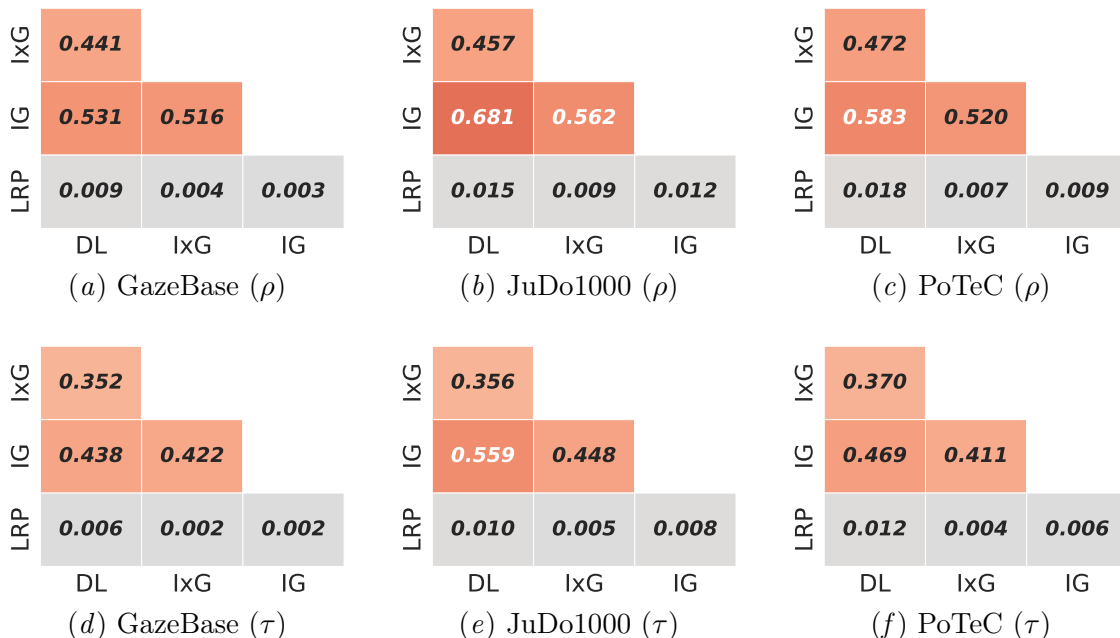 IxG 0.441 IxG 0.457 IxG 0.472
IG 0.531 0.516 IG 0.681 0.562 IG 0.583 0.520
LRP 0.009 0.004 0.003 LRP 0.015 0.009 0.012 LRP 0.018 0.007 0.009
DL IxG IG DL IxG IG DL IxG IG
(a) GazeBase (ρ) (b) JuDo1000 (ρ) (c) PoTeC (ρ)
IxG 0.352 IxG 0.356 IxG 0.370
IG 0.438 0.422 IG 0.559 0.448 IG 0.469 0.411
LRP 0.006 0.002 0.002 LRP 0.010 0.005 0.008 LRP 0.012 0.004 0.006
DL IxG IG DL IxG IG DL IxG IG
(d) GazeBase (τ) (e) JuDo1000 (τ) (f) PoTeC (τ)